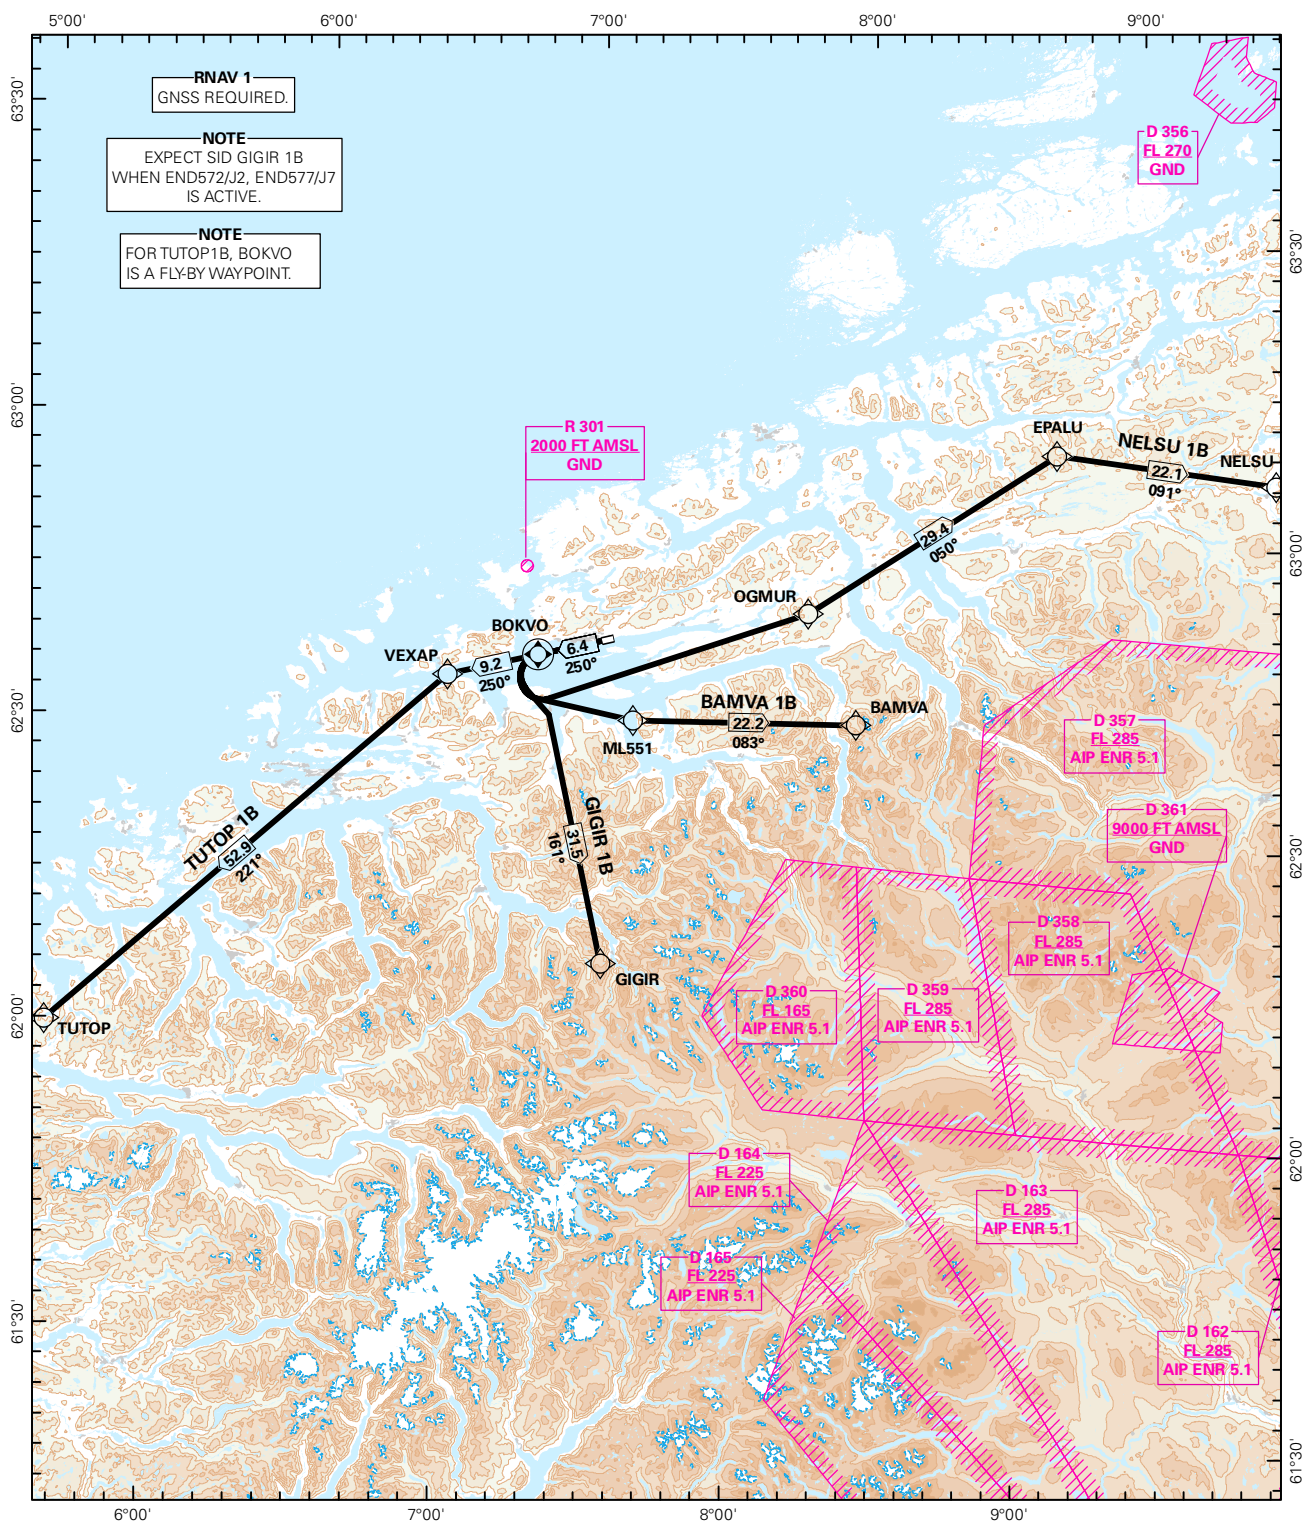 5°00' 6°00' 7°00' 8°00' 9°00'
63°30'
63°00'
62°30'
62°00'
61°30'
RNAV 1
GNSS REQUIRED.
NOTE
EXPECT SID GIGIR 1B
WHEN END572/J2, END577/J7
IS ACTIVE.
NOTE
FOR TUTOP1B, BOKVO
IS A FLY-BY WAYPOINT.
D 356
FL 270
GND
R 301
2000 FT AMSL
GND
EPALU
NELSU 1B
22.1
091°
NELSU
29.4
050°
OGMUR
BOKVO
6.4
250°
VEXAP
9.2
250°
BAMVA 1B
22.2
083°
BAMVA
ML551
GIGIR 1B
31.5
161°
GIGIR
TUTOP 1B
52.9
221°
TUTOP
D 357
FL 285
AIP ENR 5.1
D 361
9000 FT AMSL
GND
D 358
FL 285
AIP ENR 5.1
D 360
FL 165
AIP ENR 5.1
D 359
FL 285
AIP ENR 5.1
D 164
FL 225
AIP ENR 5.1
D 163
FL 285
AIP ENR 5.1
D 165
FL 225
AIP ENR 5.1
D 162
FL 285
AIP ENR 5.1
63°30'
63°00'
62°30'
62°00'
61°30'
6°00' 7°00' 8°00' 9°00'